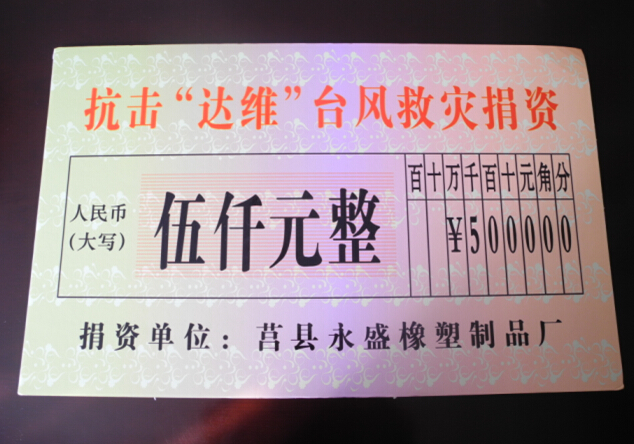 抗击“达维”台风救灾捐资
百十万千百十元角分
人民币
(大写)
伍仟元整
¥500000
捐资单位：莒县永盛橡塑制品厂